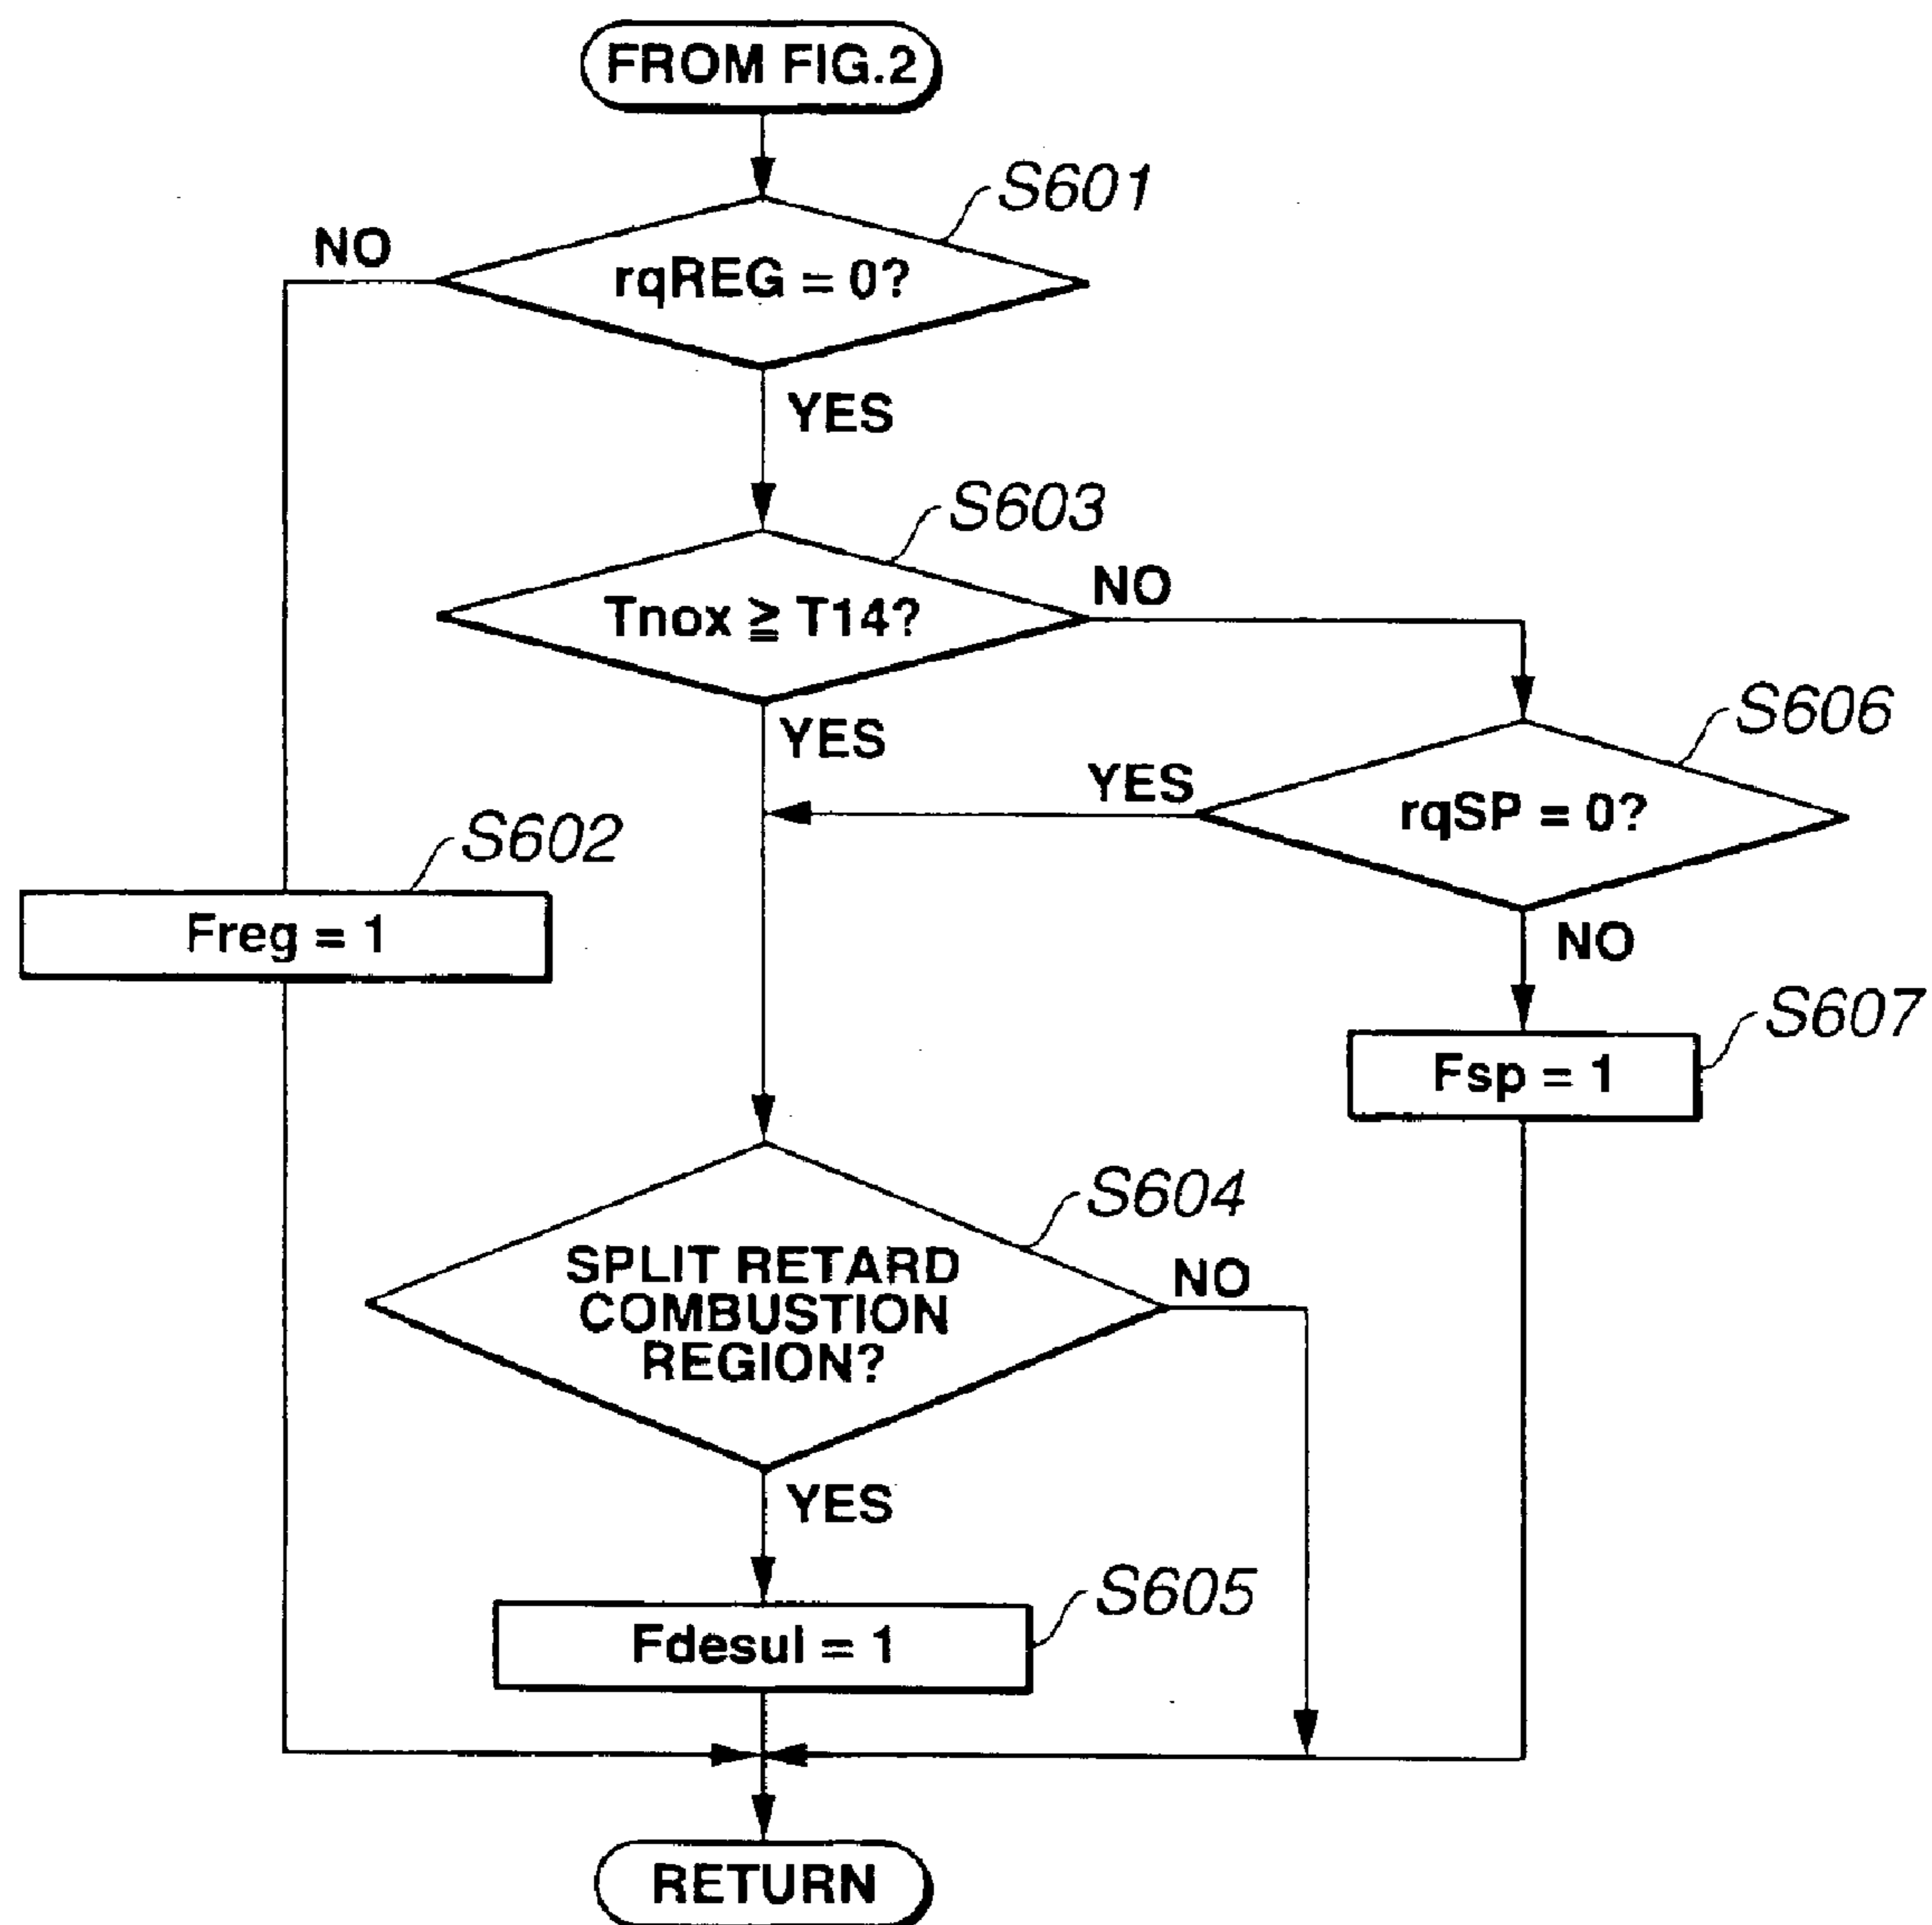 FROM FIG.2
S601
NO
rqREG = 0?
YES
S603
NO
Tnox ≧ T14?
YES
S606
YES
rqSP = 0?
S602
Freg = 1
NO
S607
Fsp = 1
S604
SPLIT RETARD
COMBUSTION
REGION?
NO
YES
S605
Fdesul = 1
RETURN